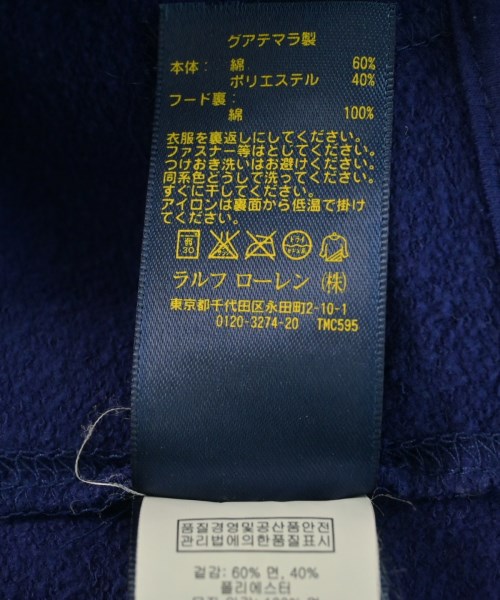 グアテマラ製
本体: 綿 60%
ポリエステル 40%
フード裏:
綿 100%
衣服を裏返しにしてください。
ファスナー等はとじてください。
つけおき洗いはお避けください。
同系色どうしで洗ってください。
すぐに干してください。
アイロンは裏面から低温で掛け
てください。
弱
30
ドライ
ラルフ ローレン (株)
東京都千代田区永田町2-10-1
0120-3274-20 TMC595
품질경영및공산품안전
관리법에의한품질표시
겉감: 60% 면, 40%
폴리에스터